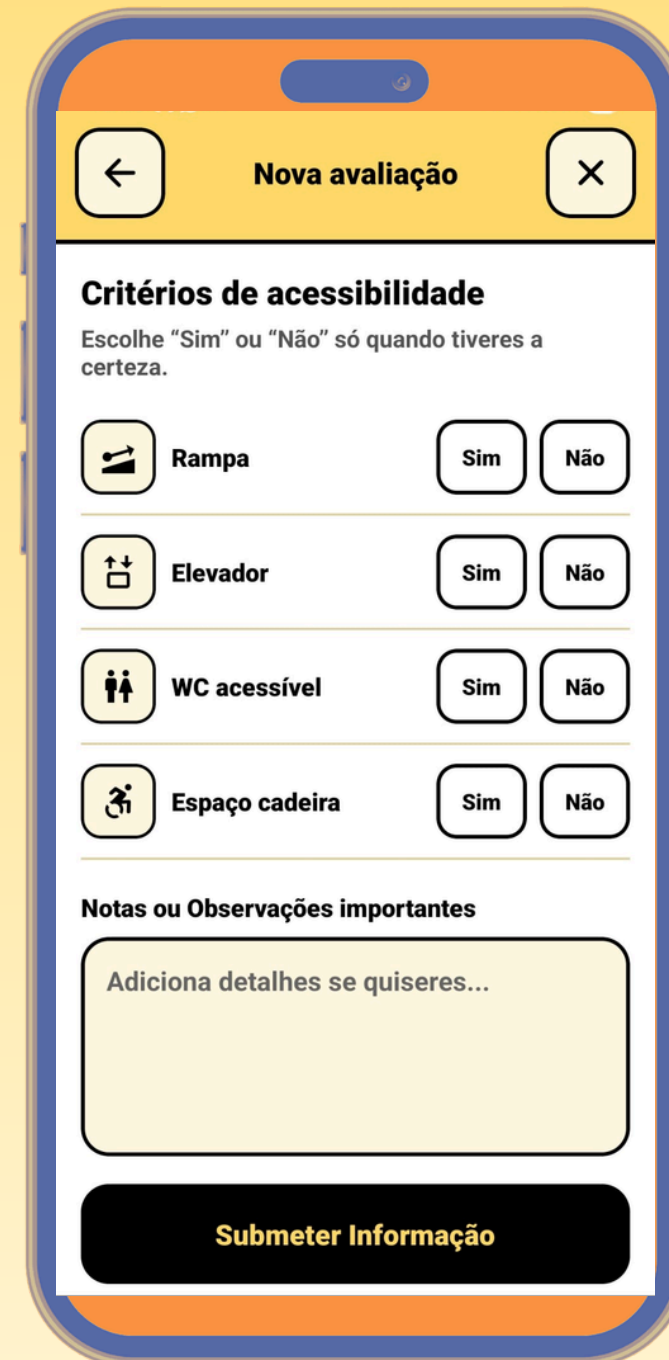 Nova avaliação
Critérios de acessibilidade
Escolhe “Sim” ou “Não” só quando tiveres a
certeza.
Rampa Sim Não
Elevador Sim Não
WC acessível Sim Não
Espaço cadeira Sim Não
Notas ou Observações importantes
Adiciona detalhes se quiseres...
Submeter Informação